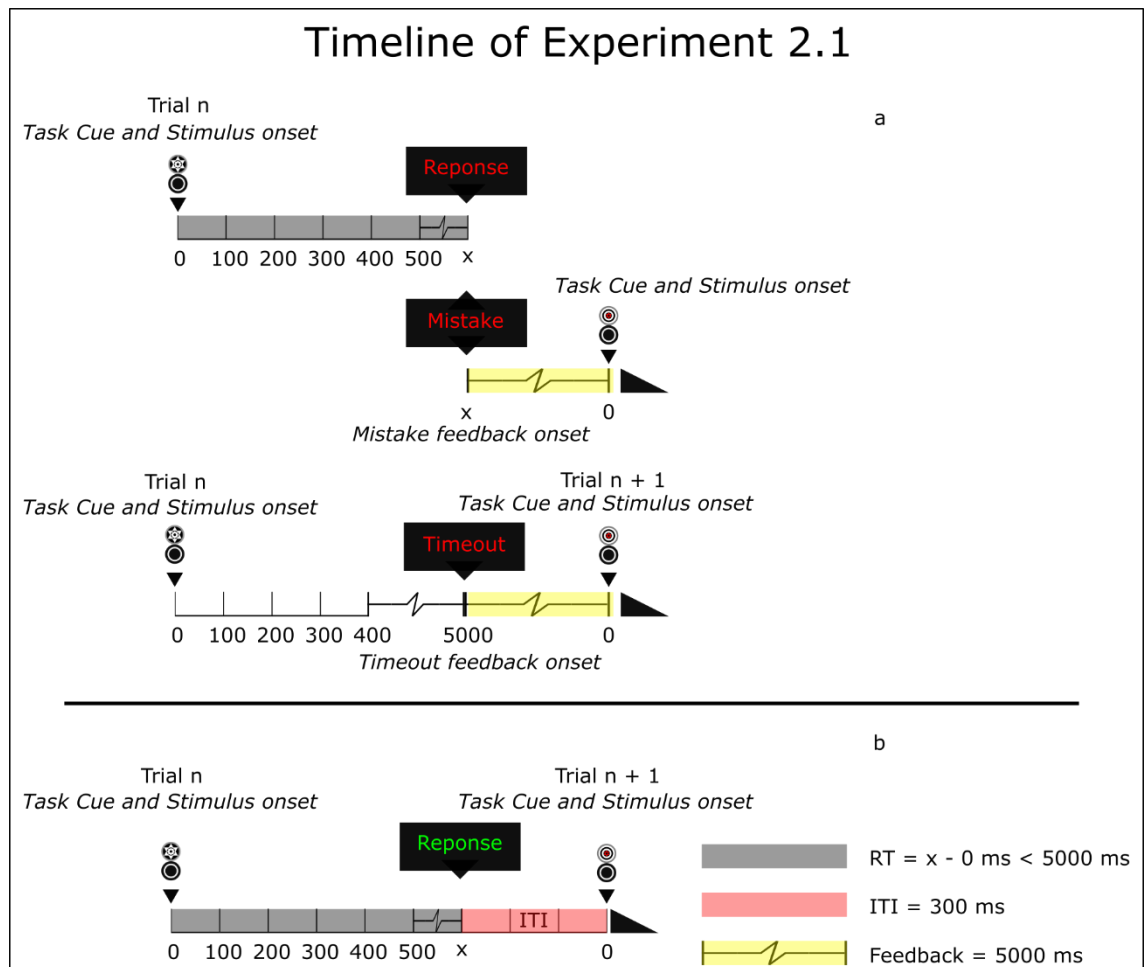 Timeline of Experiment 2.1
a
Trial n
Task Cue and Stimulus onset
Reponse
0 100 200 300 400 500 x
Task Cue and Stimulus onset
Mistake
x 0
Mistake feedback onset
Trial n Trial n + 1
Task Cue and Stimulus onset Task Cue and Stimulus onset
Timeout
0 100 200 300 400 5000 0
Timeout feedback onset
b
Trial n Trial n + 1
Task Cue and Stimulus onset Task Cue and Stimulus onset
Reponse
RT = x - 0 ms < 5000 ms
ITI = 300 ms
ITI
0 100 200 300 400 500 x 0
Feedback = 5000 ms